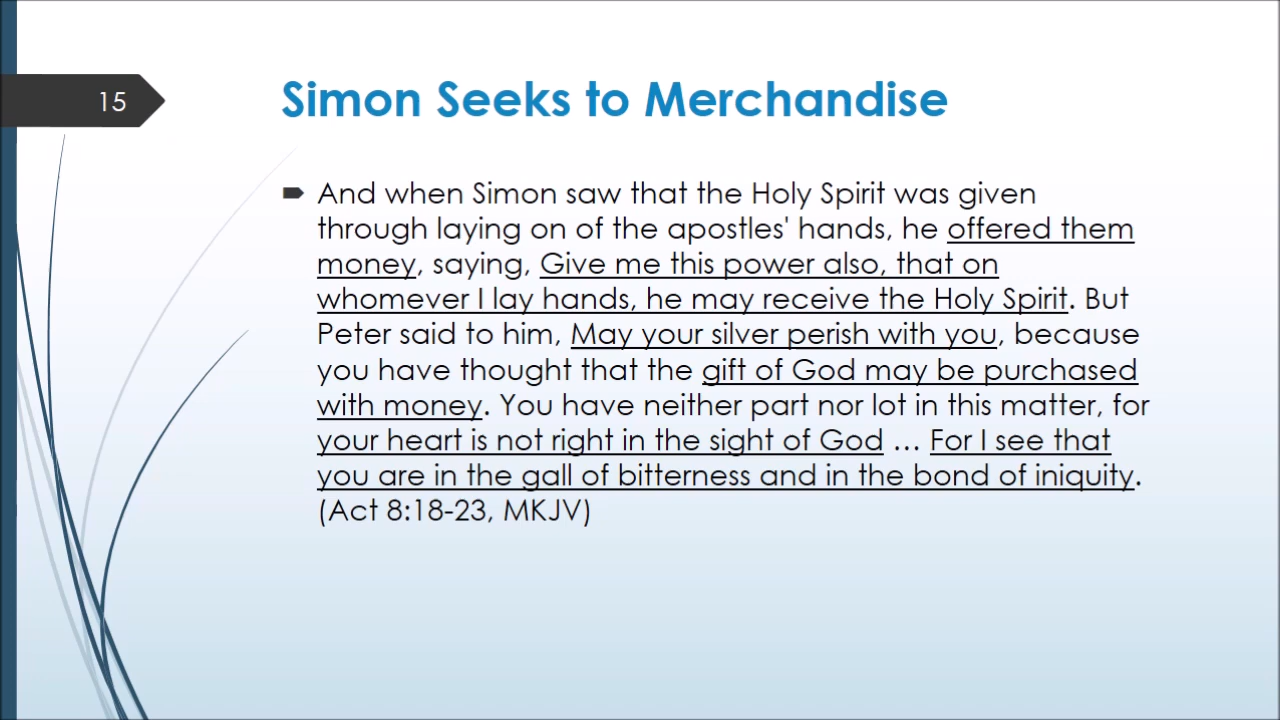 15
Simon Seeks to Merchandise
And when Simon saw that the Holy Spirit was given
through laying on of the apostles' hands, he offered them
money, saying, Give me this power also, that on
whomever I lay hands, he may receive the Holy Spirit. But
Peter said to him, May your silver perish with you, because
you have thought that the gift of God may be purchased
with money. You have neither part nor lot in this matter, for
your heart is not right in the sight of God … For I see that
you are in the gall of bitterness and in the bond of iniquity.
(Act 8:18-23, MKJV)